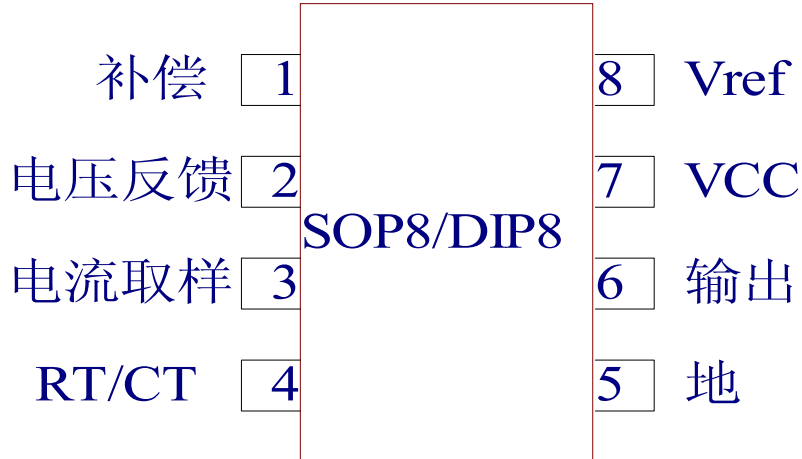 补偿 1 8 Vref
电压反馈 2 7 VCC
SOP8/DIP8
电流取样 3 6 输出
RT/CT 4 5 地